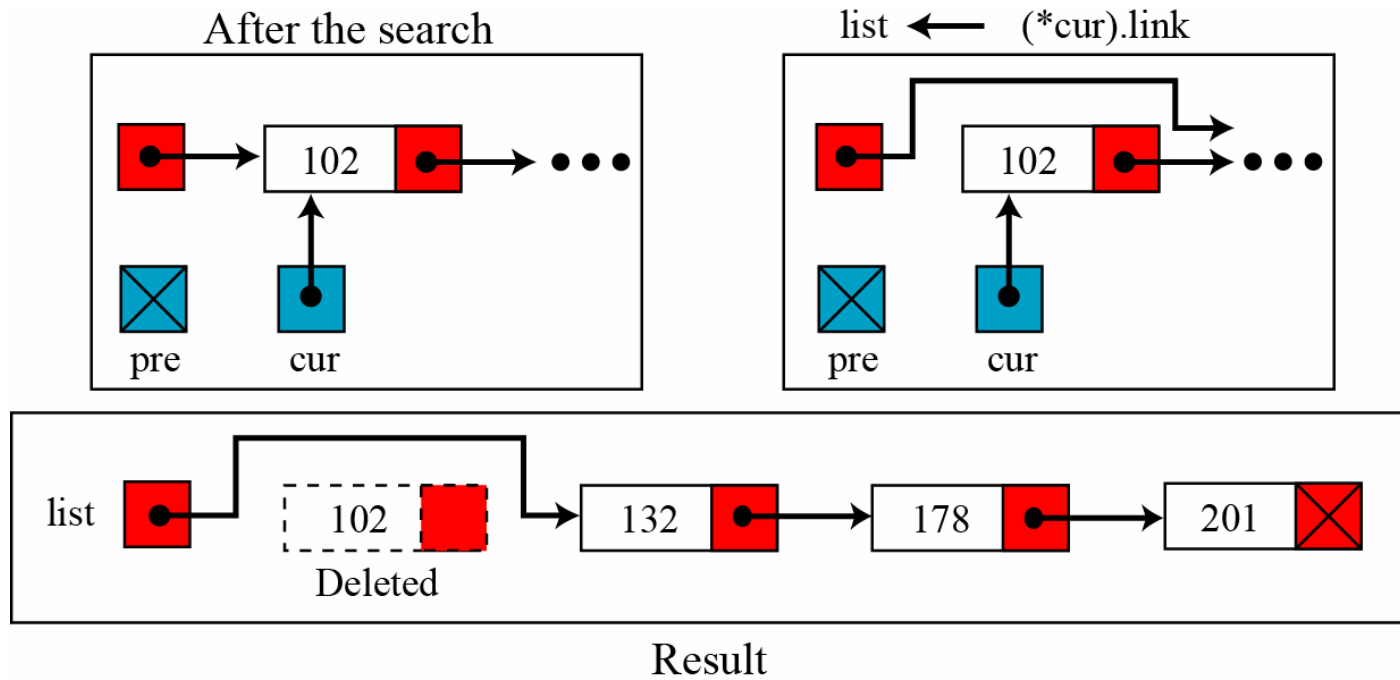 After the search
102
pre cur
list ← (*cur).link
102
pre cur
list 102 132 178 201
Deleted
Result